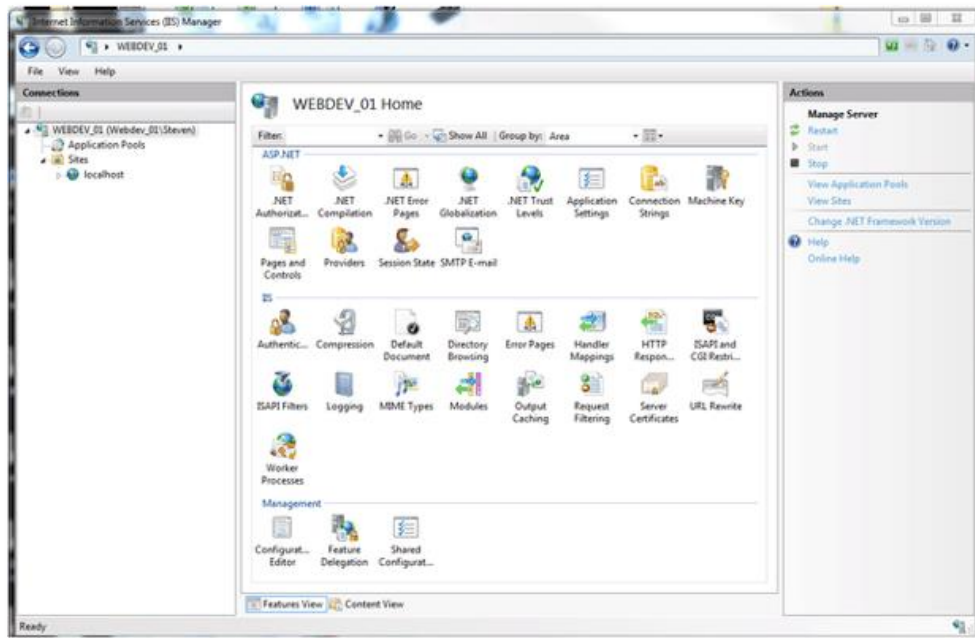 Internet Information Services (IIS) Manager
WEBDEV_01
File View Help
Connections
WEBDEV_01 (Webdev_01\Steven)
Application Pools
Sites
localhost
WEBDEV_01 Home
Filter: Go Show All Group by: Area
ASP.NET
.NET Authorizat...
.NET Compilation
.NET Error Pages
.NET Globalization
.NET Trust Levels
Application Settings
Connection Strings
Machine Key
Pages and Controls
Providers
Session State
SMTP E-mail
IIS
Authentic...
Compression
Default Document
Directory Browsing
Error Pages
Handler Mappings
HTTP Respon...
ISAPI and CGI Restri...
ISAPI Filters
Logging
MIME Types
Modules
Output Caching
Request Filtering
Server Certificates
URL Rewrite
Worker Processes
Management
Configurat... Editor
Feature Delegation
Shared Configurat...
Features View Content View
Actions
Manage Server
Restart
Start
Stop
View Application Pools
View Sites
Change .NET Framework Version
Help
Online Help
Ready